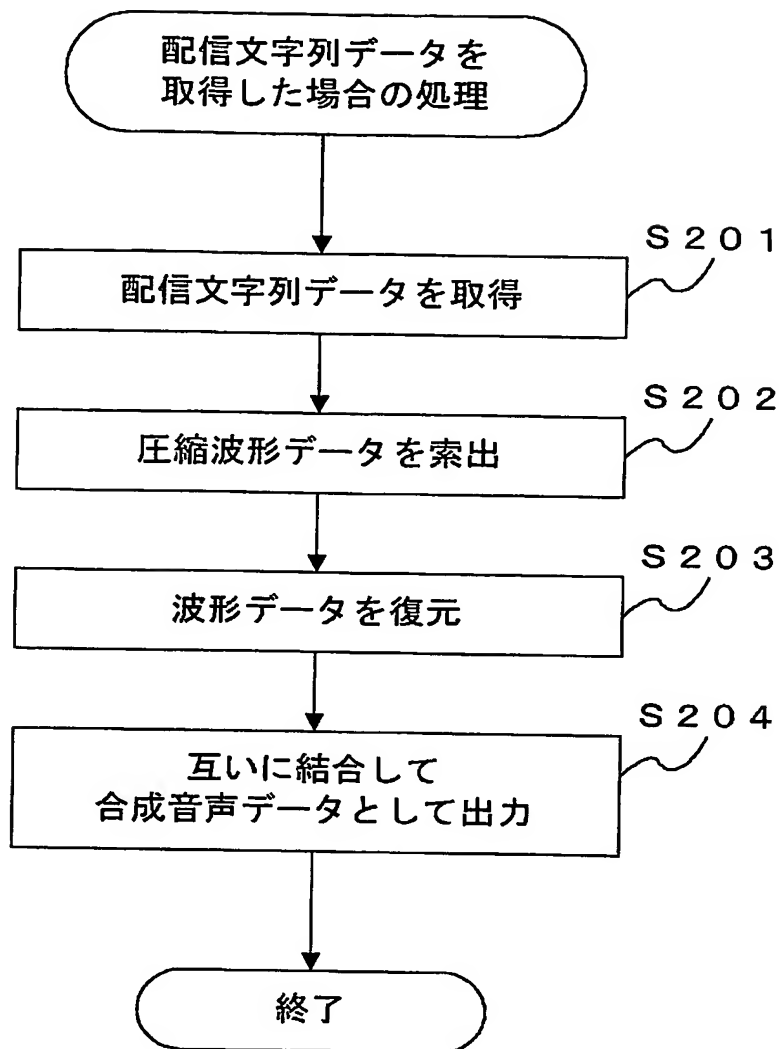 配信文字列データを
取得した場合の処理
S201
配信文字列データを取得
S202
圧縮波形データを索出
S203
波形データを復元
S204
互いに結合して
合成音声データとして出力
終了